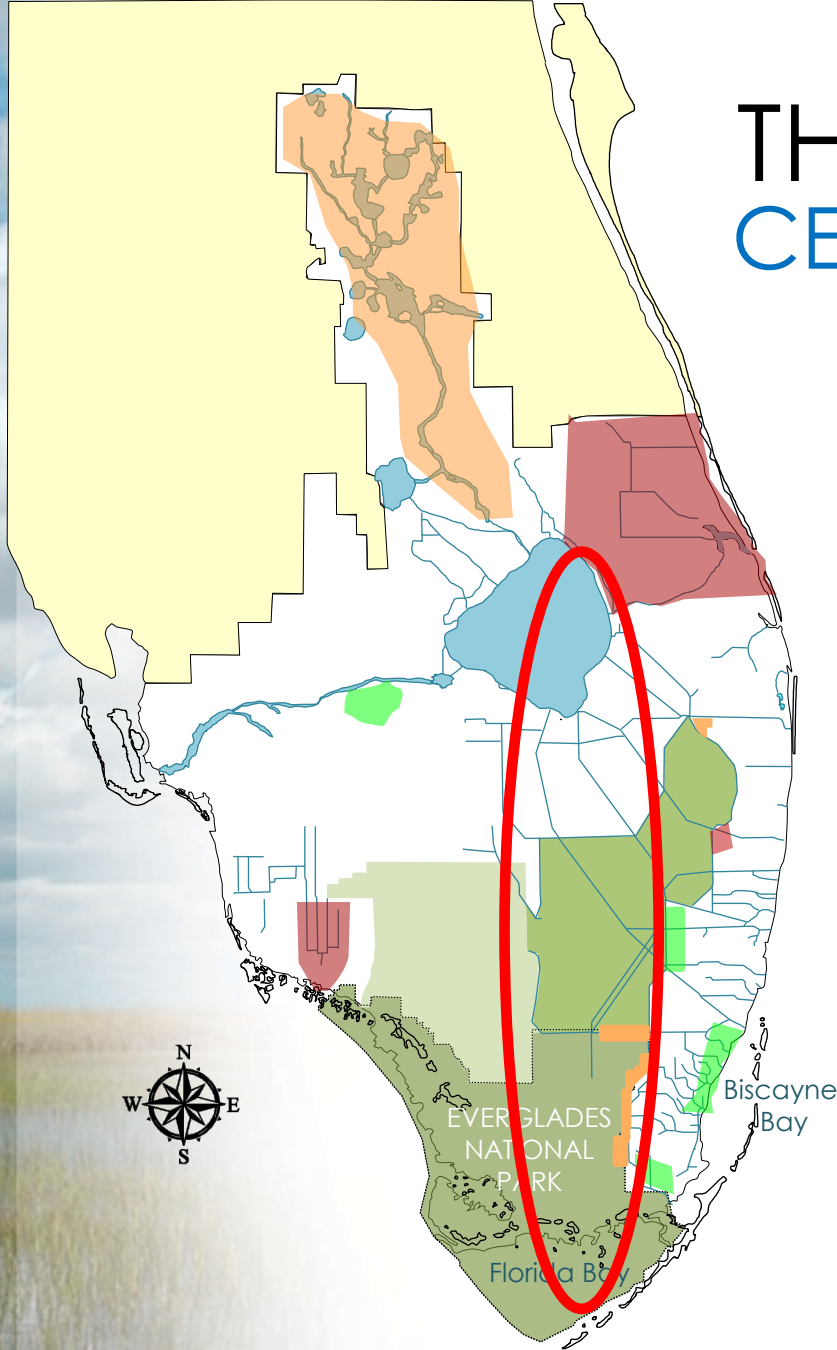 TH
CE
N
W E
S
Biscayne
Bay
EVERGLADES
NATIONAL
PARK
Florida Bay